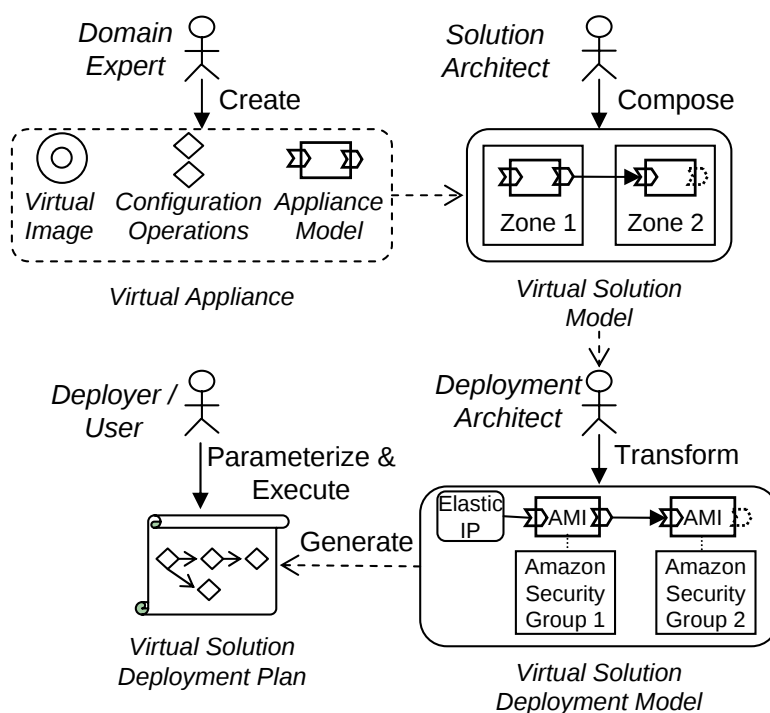 Domain
Expert
Create
Virtual
Image
Configuration
Operations
Appliance
Model
Virtual Appliance
Solution
Architect
Compose
Zone 1
Zone 2
Virtual Solution
Model
Deployer /
User
Parameterize &
Execute
Generate
Virtual Solution
Deployment Plan
Deployment
Architect
Transform
Elastic
IP
AMI
AMI
Amazon
Security
Group 1
Amazon
Security
Group 2
Virtual Solution
Deployment Model